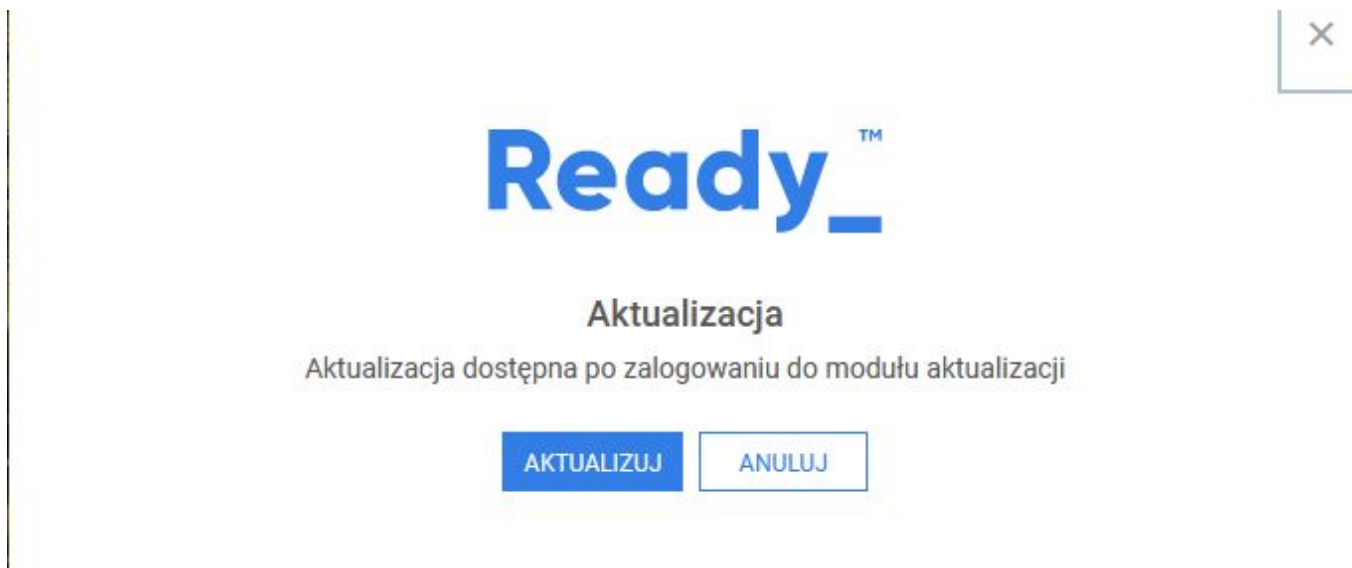 Ready_™
Aktualizacja
Aktualizacja dostępna po zalogowaniu do modułu aktualizacji
AKTUALIZUJ ANULUJ